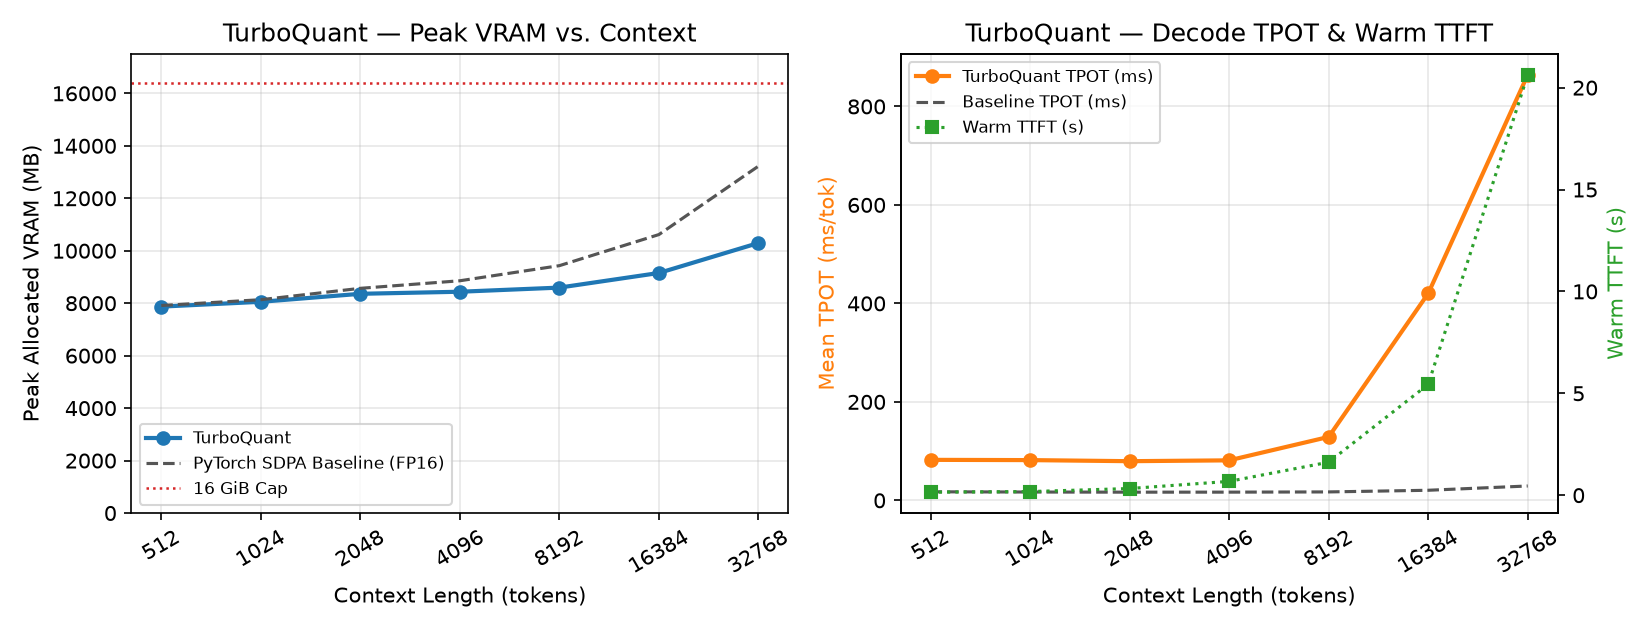 TurboQuant — Peak VRAM vs. Context
Peak Allocated VRAM (MB)
16000
14000
12000
10000
8000
6000
4000
2000
0
TurboQuant
PyTorch SDPA Baseline (FP16)
16 GiB Cap
512
1024
2048
4096
8192
16384
32768
Context Length (tokens)
TurboQuant — Decode TPOT & Warm TTFT
Mean TPOT (ms/tok)
800
600
400
200
0
TurboQuant TPOT (ms)
Baseline TPOT (ms)
Warm TTFT (s)
20
15
10
5
0
Warm TTFT (s)
512
1024
2048
4096
8192
16384
32768
Context Length (tokens)